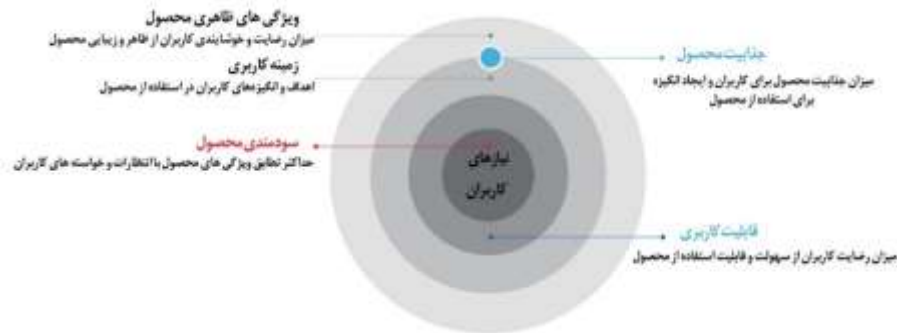 ویژگی های ظاهری محصول
میزان رضایت و خوشایندی کاربران از ظاهر و زیبایی محصول
زمینه کاربری
اهداف و انگیزه‌های کاربران در استفاده از محصول
سودمندی محصول
حداکثر تطابق ویژگی های محصول با انتظارات و خواسته های کاربران
نیازهای
کاربران
جذابیت محصول
میزان جذابیت محصول برای کاربران و ایجاد انگیزه
برای استفاده از محصول
قابلیت کاربری
میزان رضایت کاربران از سهولت و قابلیت استفاده از محصول